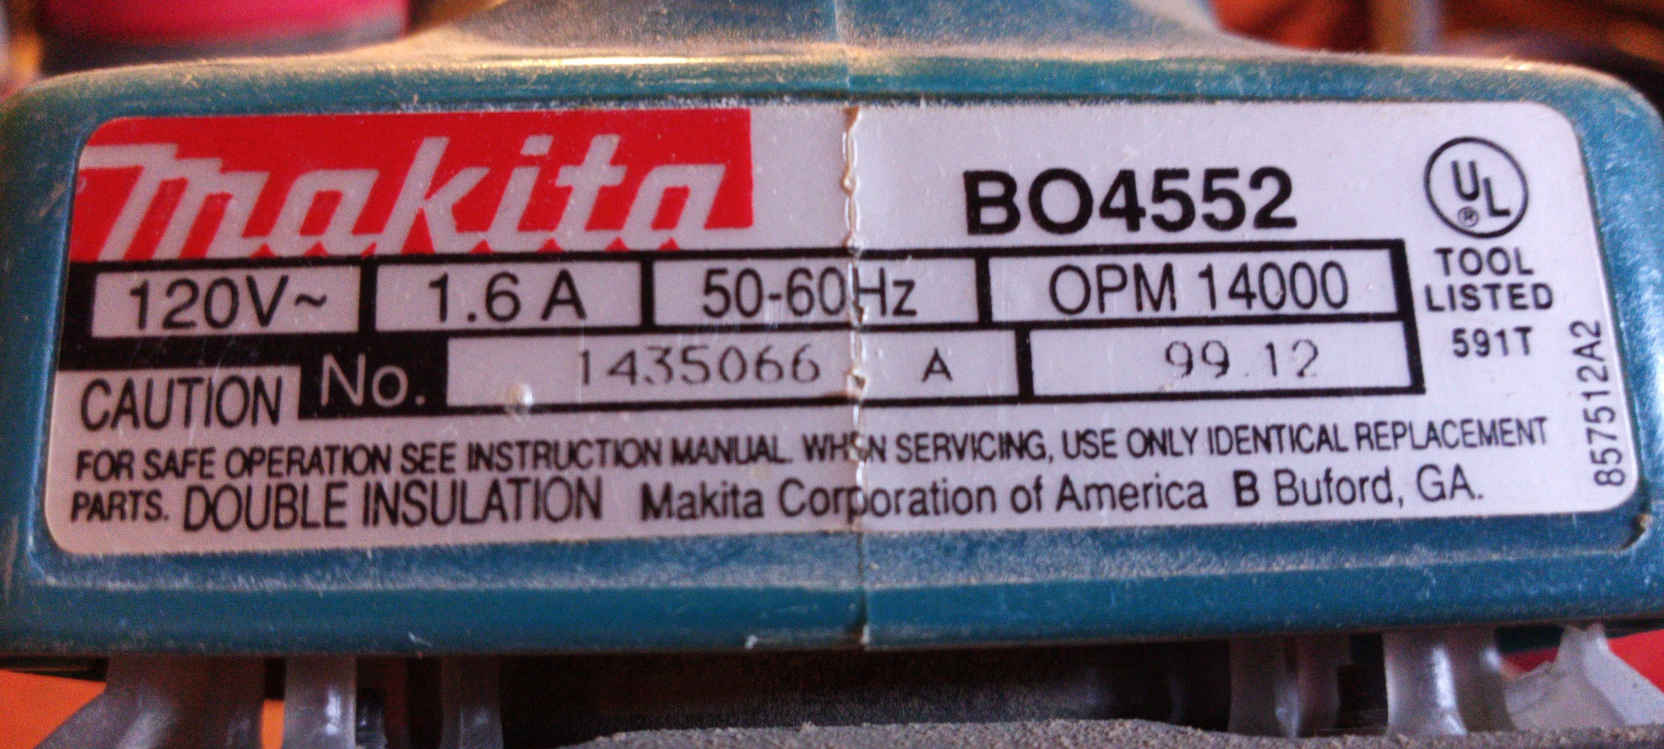 makita
BO4552
UL
®
TOOL
LISTED
591T
120V~ 1.6 A 50-60Hz OPM 14000
No. 1435066 A 99.12
CAUTION
FOR SAFE OPERATION SEE INSTRUCTION MANUAL. WHEN SERVICING, USE ONLY IDENTICAL REPLACEMENT
PARTS. DOUBLE INSULATION Makita Corporation of America B Buford, GA.
857512A2